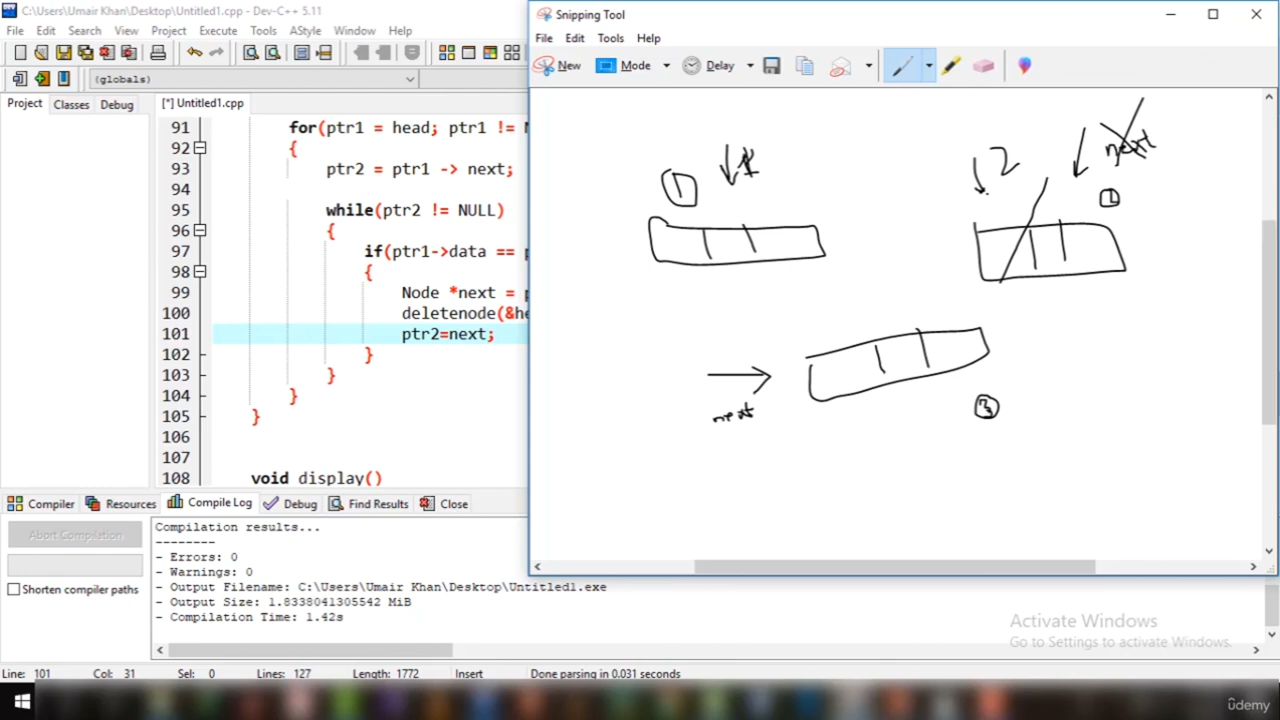 C:\Users\Umair Khan\Desktop\Untitled1.cpp - Dev-C++ 5.11
File Edit Search View Project Execute Tools AStyle Window Help
(globals)
Project Classes Debug
[*] Untitled1.cpp
91 for(ptr1 = head; ptr1 != N
92 {
93 ptr2 = ptr1 -> next;
94
95 while(ptr2 != NULL)
96 {
97 if(ptr1->data == p
98 {
99 Node *next = p
100 deletenode(&he
101 ptr2=next;
102 }
103 }
104 }
105 }
106
107
108 void display()
Compiler Resources Compile Log Debug Find Results Close
Abort Compilation
Shorten compiler paths
Compilation results...
--------
- Errors: 0
- Warnings: 0
- Output Filename: C:\Users\Umair Khan\Desktop\Untitled1.exe
- Output Size: 1.8338041305542 MiB
- Compilation Time: 1.42s
Line: 101 Col: 31 Sel: 0 Lines: 127 Length: 1772 Insert Done parsing in 0.031 seconds
Snipping Tool
File Edit Tools Help
New Mode Delay
1
2
next
next
3
Activate Windows
Go to Settings to activate Windows.
ûdemy